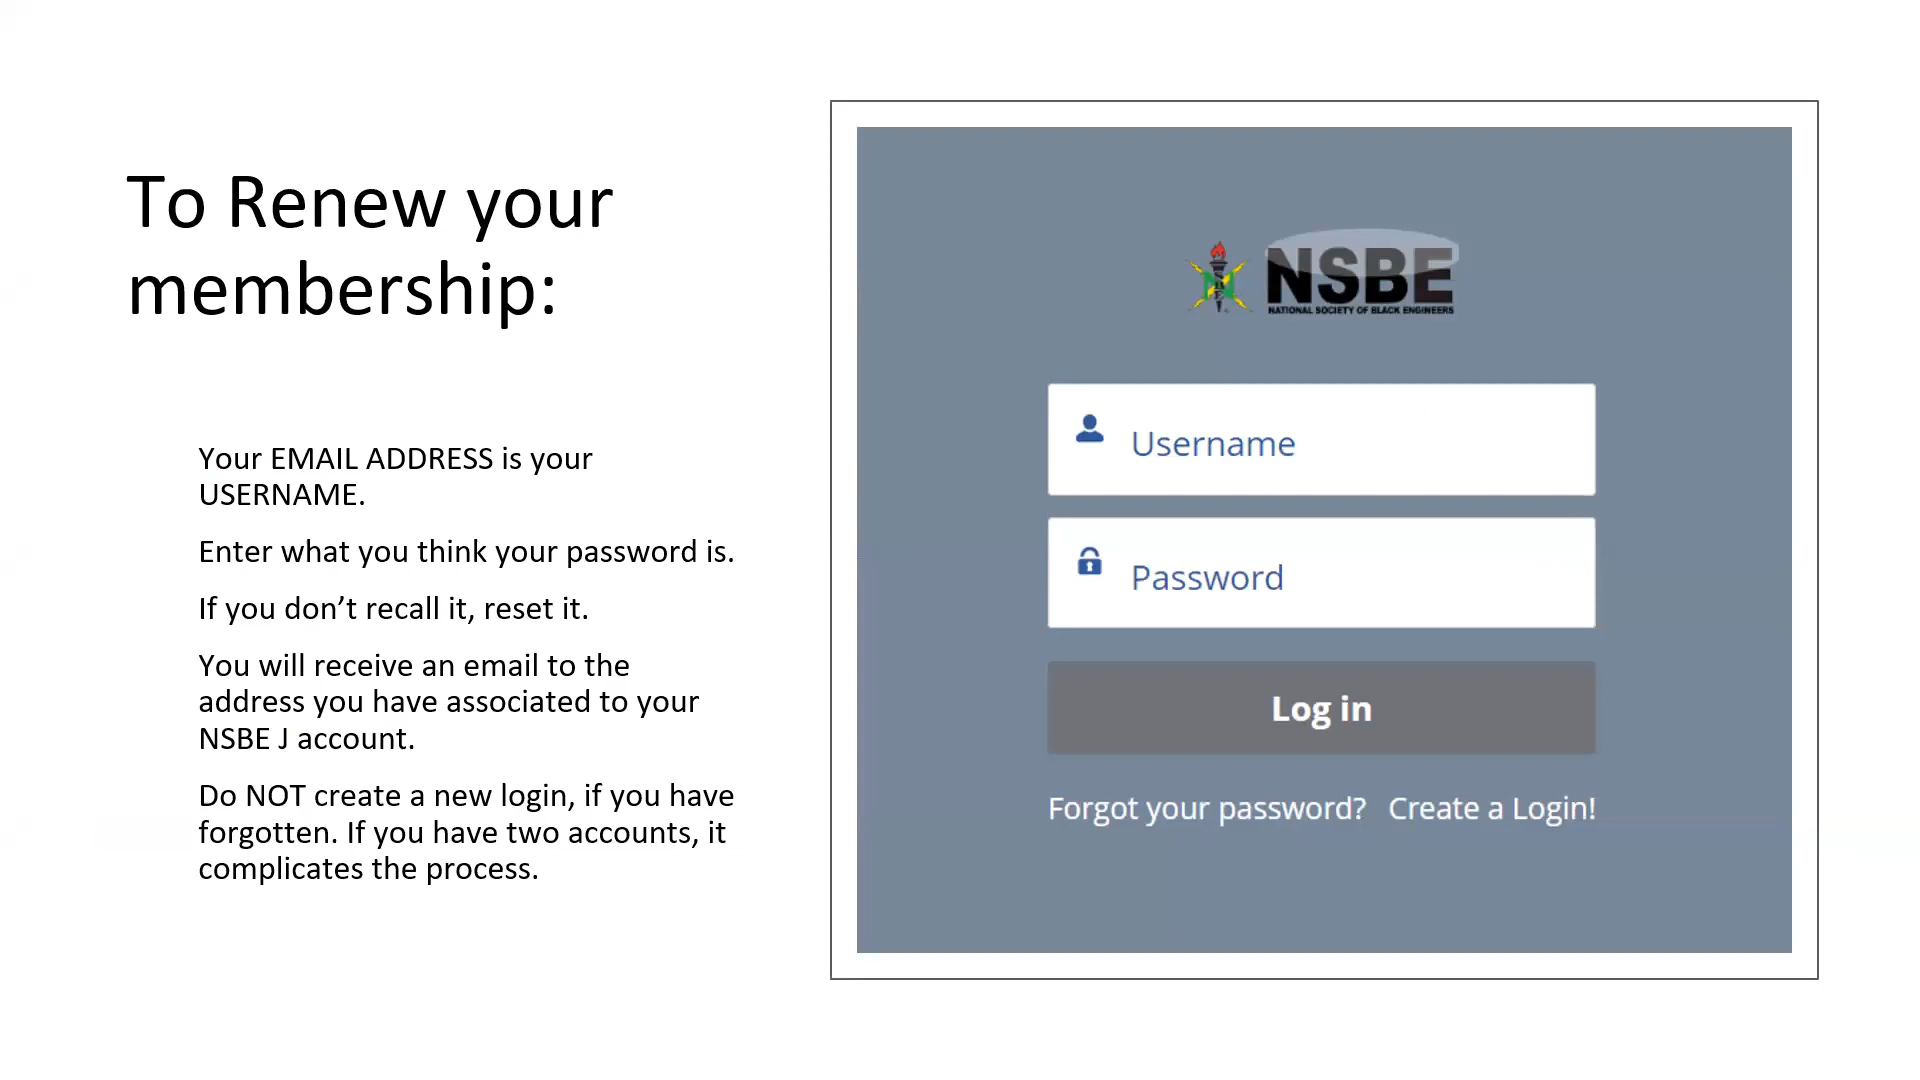 To Renew your
membership:
Your EMAIL ADDRESS is your
USERNAME.
Enter what you think your password is.
If you don’t recall it, reset it.
You will receive an email to the
address you have associated to your
NSBE J account.
Do NOT create a new login, if you have
forgotten. If you have two accounts, it
complicates the process.
NSBE
NATIONAL SOCIETY OF BLACK ENGINEERS
Username
Password
Log in
Forgot your password? Create a Login!